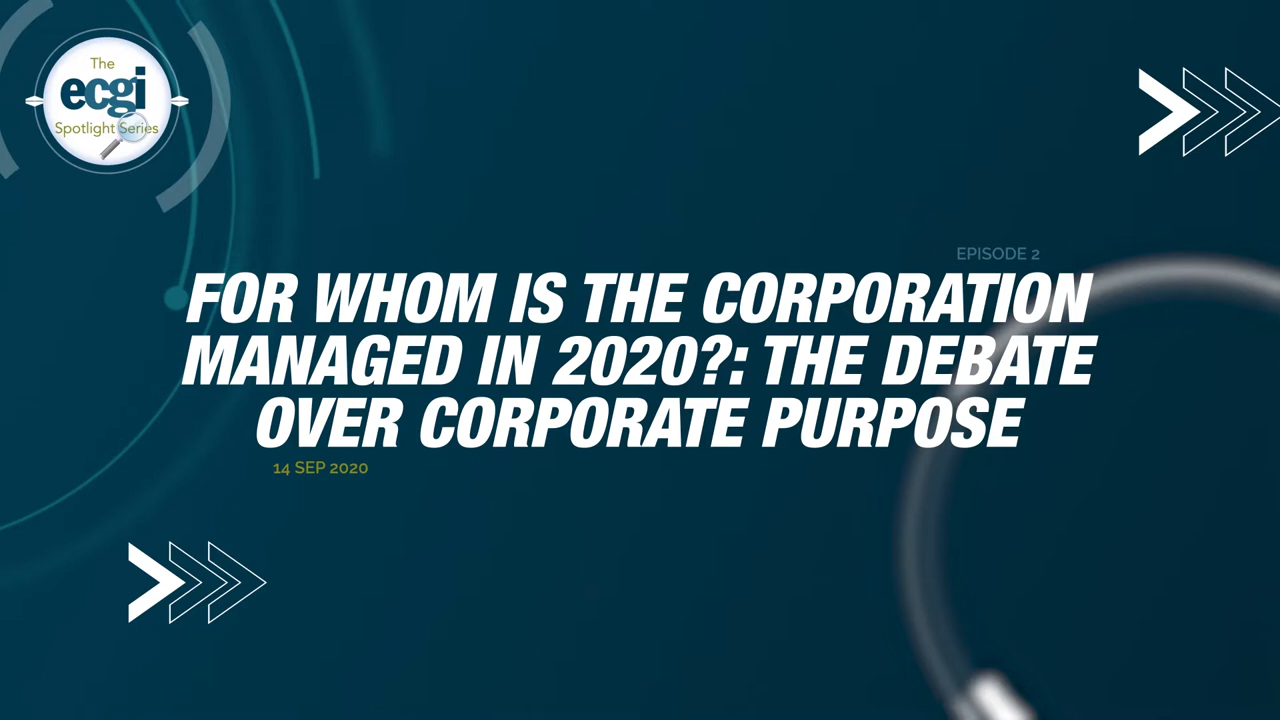 The
ecgi
Spotlight Series
EPISODE 2
FOR WHOM IS THE CORPORATION
MANAGED IN 2020?: THE DEBATE
OVER CORPORATE PURPOSE
14 SEP 2020